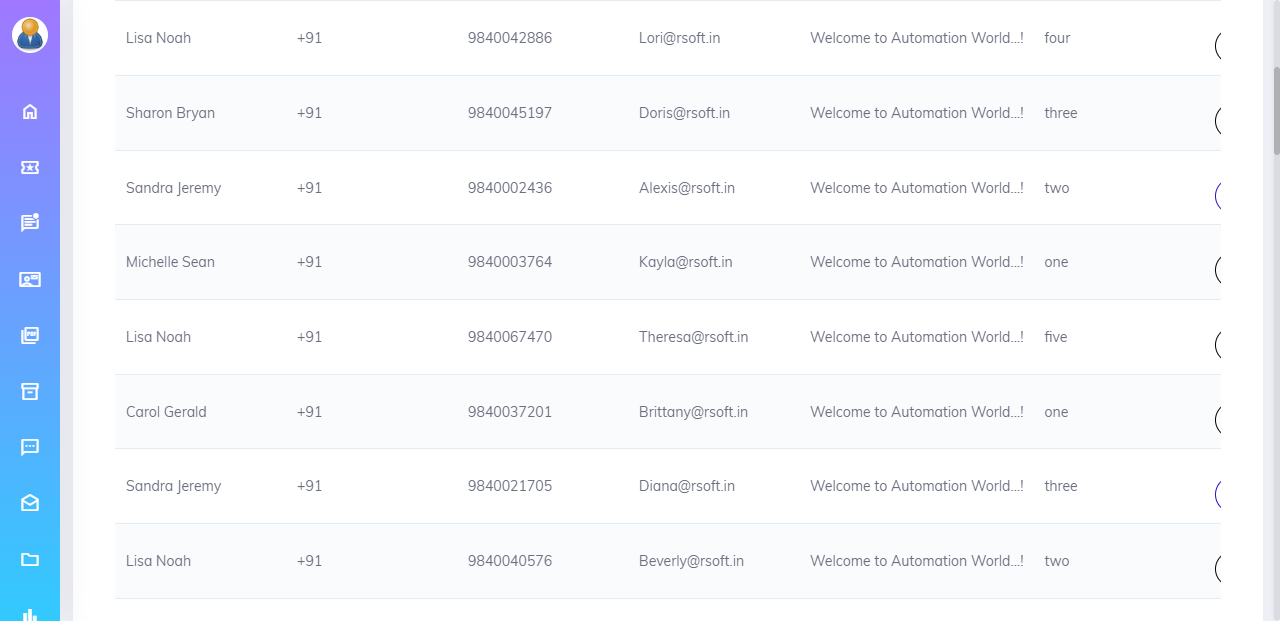 Lisa Noah +91 9840042886 Lori@rsoft.in Welcome to Automation World...! four
Sharon Bryan +91 9840045197 Doris@rsoft.in Welcome to Automation World...! three
Sandra Jeremy +91 9840002436 Alexis@rsoft.in Welcome to Automation World...! two
Michelle Sean +91 9840003764 Kayla@rsoft.in Welcome to Automation World...! one
Lisa Noah +91 9840067470 Theresa@rsoft.in Welcome to Automation World...! five
Carol Gerald +91 9840037201 Brittany@rsoft.in Welcome to Automation World...! one
Sandra Jeremy +91 9840021705 Diana@rsoft.in Welcome to Automation World...! three
Lisa Noah +91 9840040576 Beverly@rsoft.in Welcome to Automation World...! two